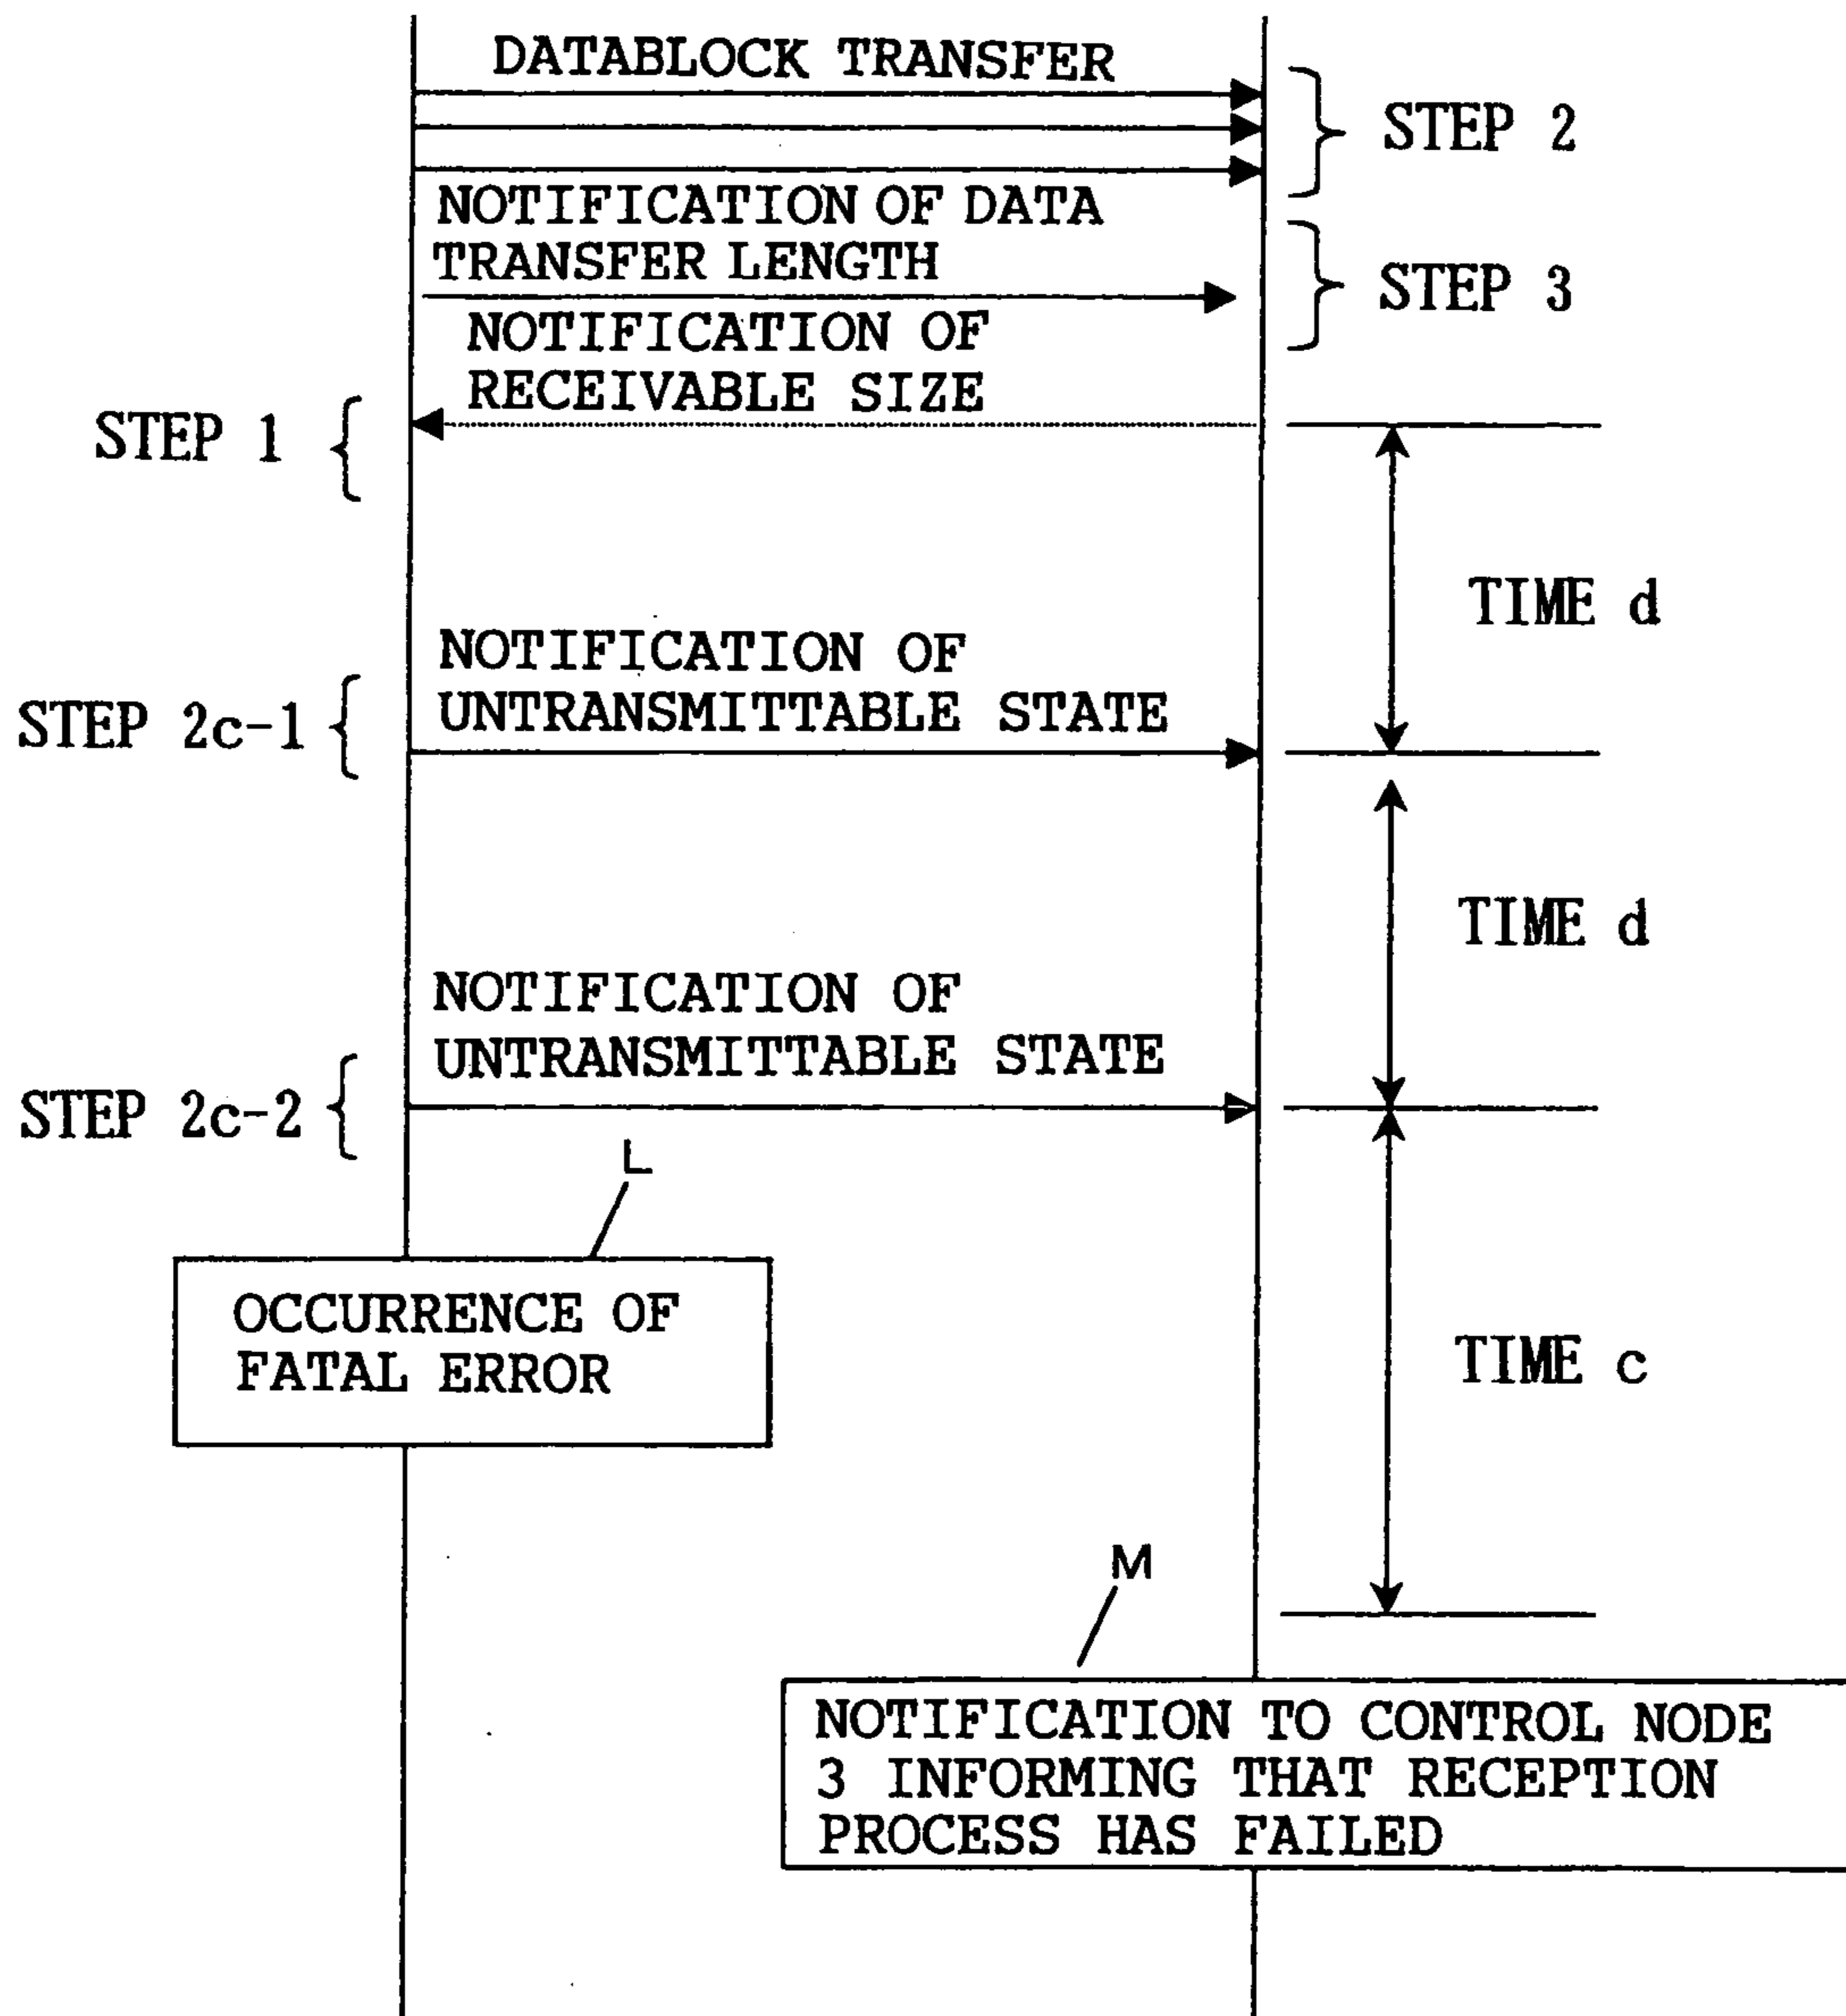 DATABLOCK TRANSFER
STEP 2
NOTIFICATION OF DATA
TRANSFER LENGTH
STEP 3
NOTIFICATION OF
RECEIVABLE SIZE
STEP 1
TIME d
NOTIFICATION OF
UNTRANSMITTABLE STATE
STEP 2c-1
TIME d
NOTIFICATION OF
UNTRANSMITTABLE STATE
STEP 2c-2
L
OCCURRENCE OF
FATAL ERROR
TIME c
M
NOTIFICATION TO CONTROL NODE
3 INFORMING THAT RECEPTION
PROCESS HAS FAILED